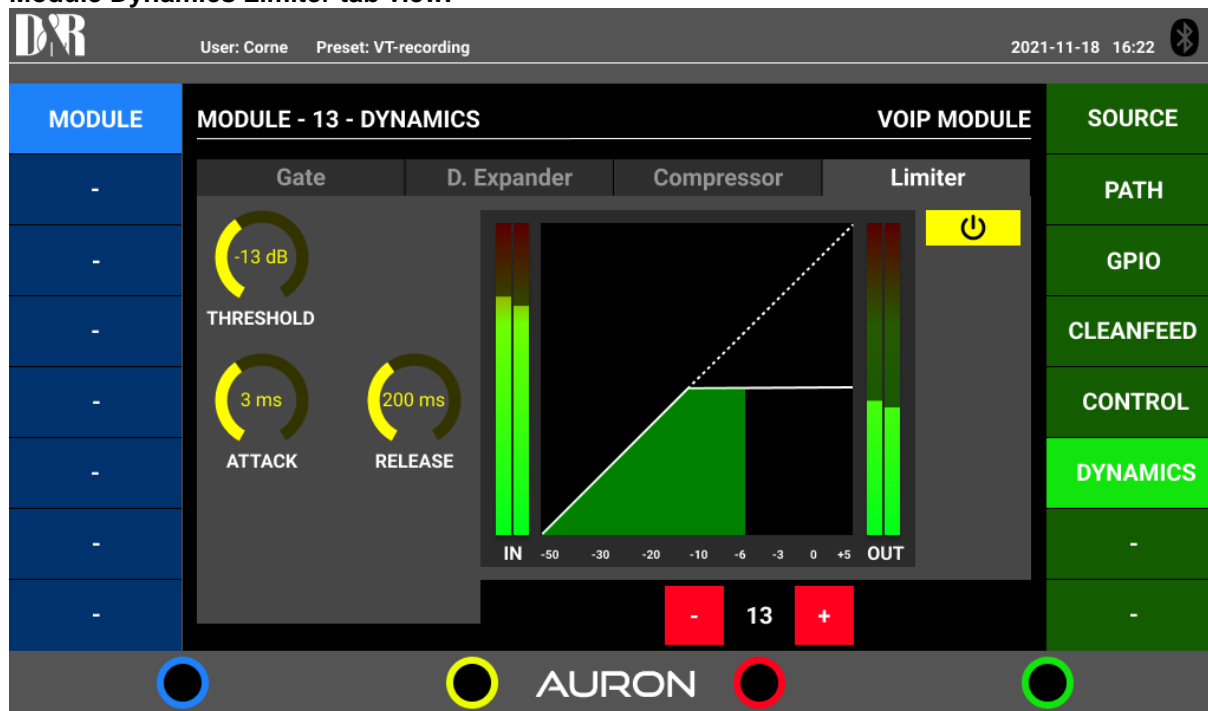 Module Dynamics Limiter tab view:
D&R
User: Corne Preset: VT-recording 2021-11-18 16:22
MODULE
-
-
-
-
-
-
-
MODULE - 13 - DYNAMICS VOIP MODULE
Gate D. Expander Compressor Limiter
-13 dB
THRESHOLD
3 ms 200 ms
ATTACK RELEASE
IN -50 -30 -20 -10 -6 -3 0 +5 OUT
- 13 +
SOURCE
PATH
GPIO
CLEANFEED
CONTROL
DYNAMICS
-
-
AURON